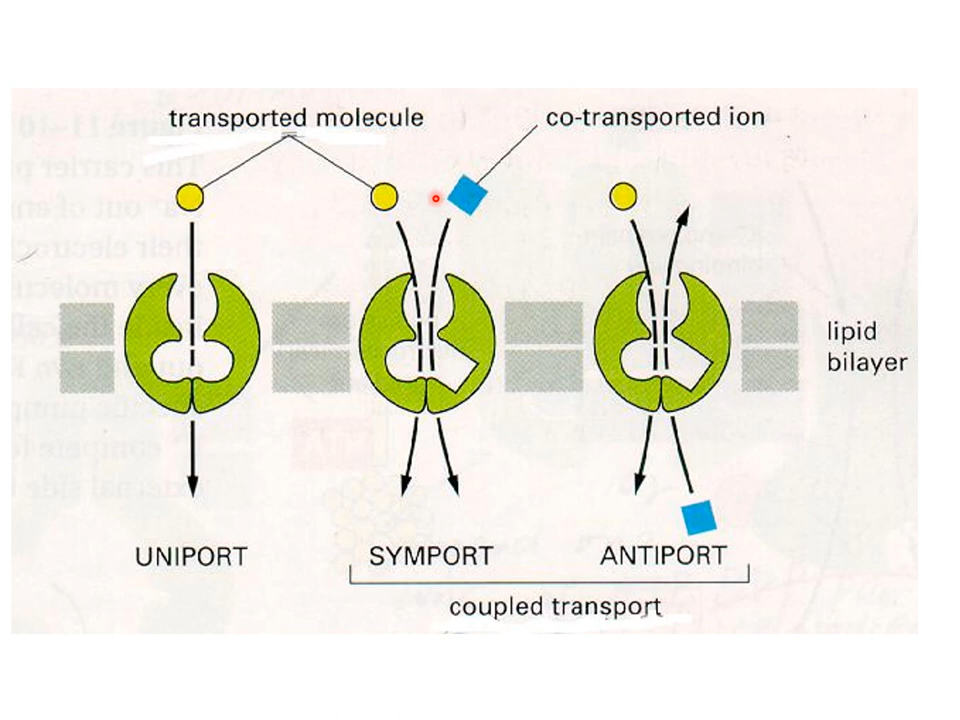 transported molecule
co-transported ion
lipid
bilayer
UNIPORT
SYMPORT
ANTIPORT
coupled transport